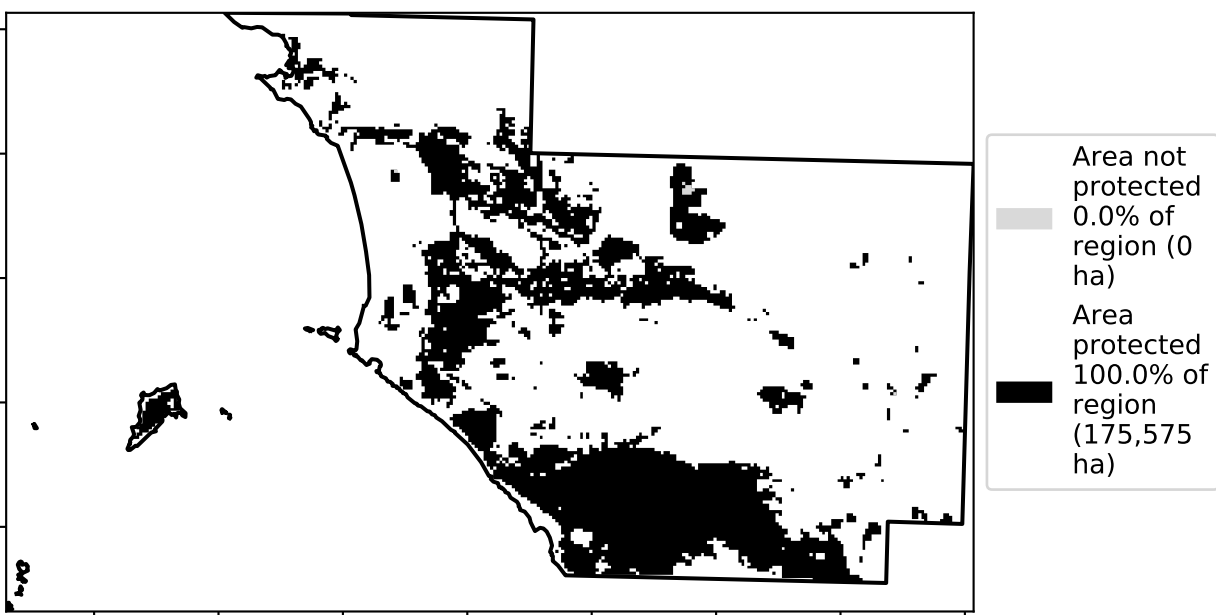 Area not
protected
0.0% of
region (0
ha)
Area
protected
100.0% of
region
(175,575
ha)